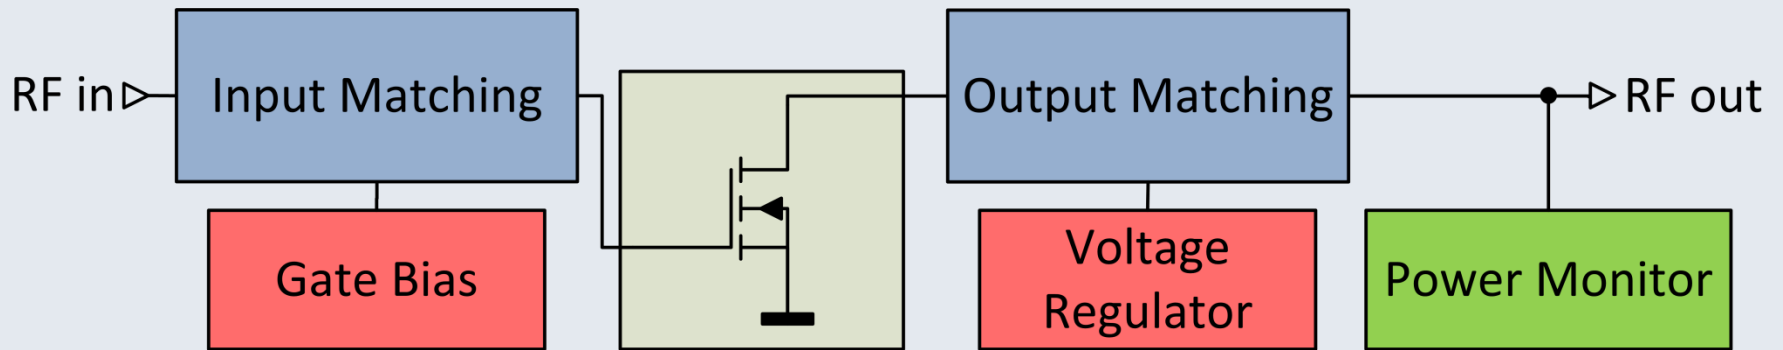 RF in
Input Matching
Output Matching
RF out
Gate Bias
Voltage
Regulator
Power Monitor